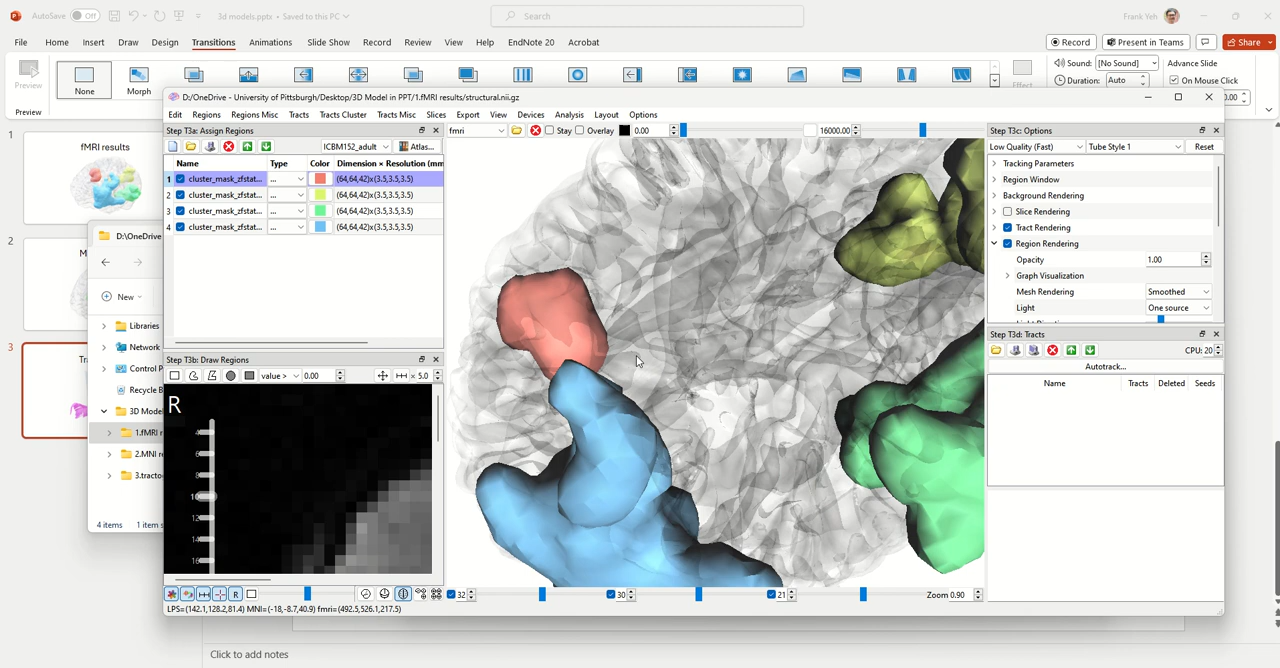 AutoSave Off 3d models.pptx • Saved to this PC Search Frank Yeh
File Home Insert Draw Design Transitions Animations Slide Show Record Review View Help EndNote 20 Acrobat Record Present in Teams Share
Preview None Morph Effect Sound: [No Sound] Advance Slide
Duration: Auto On Mouse Click
Preview
D:/OneDrive - University of Pittsburgh/Desktop/3D Model in PPT/1.fMRI results/structural.nii.gz
Edit Regions Regions Misc Tracts Tracts Cluster Tracts Misc Slices Export View Devices Analysis Layout Options
Step T3a: Assign Regions
fmri Stay Overlay 0.00 16000.00
ICBM152_adult Atlas...
Name Type Color Dimension × Resolution (mm
1 cluster_mask_zfstat... ... (64,64,42)x(3.5,3.5,3.5)
2 cluster_mask_zfstat... ... (64,64,42)x(3.5,3.5,3.5)
3 cluster_mask_zfstat... ... (64,64,42)x(3.5,3.5,3.5)
4 cluster_mask_zfstat... ... (64,64,42)x(3.5,3.5,3.5)
Step T3b: Draw Regions
value > 0.00 × 5.0
R
4
6
8
10
12
14
16
32 30 21 Zoom 0.90
LPS=(142.1,128.2,81.4) MNI=(-18,-8.7,40.9) fmri=(492.5,526.1,217.5)
Step T3c: Options
Low Quality (Fast) Tube Style 1 Reset
Tracking Parameters
Region Window
Background Rendering
Slice Rendering
Tract Rendering
Region Rendering
Opacity 1.00
Graph Visualization
Mesh Rendering Smoothed
Light One source
Step T3d: Tracts
CPU: 20
Autotrack...
Name Tracts Deleted Seeds
1
fMRI results
2
M
3
Tra
D:\OneDrive
New
Libraries
Network
Control P
Recycle B
3D Mode
1.fMRI r
2.MNI re
3.tracto
4 items 1 item s
Click to add notes